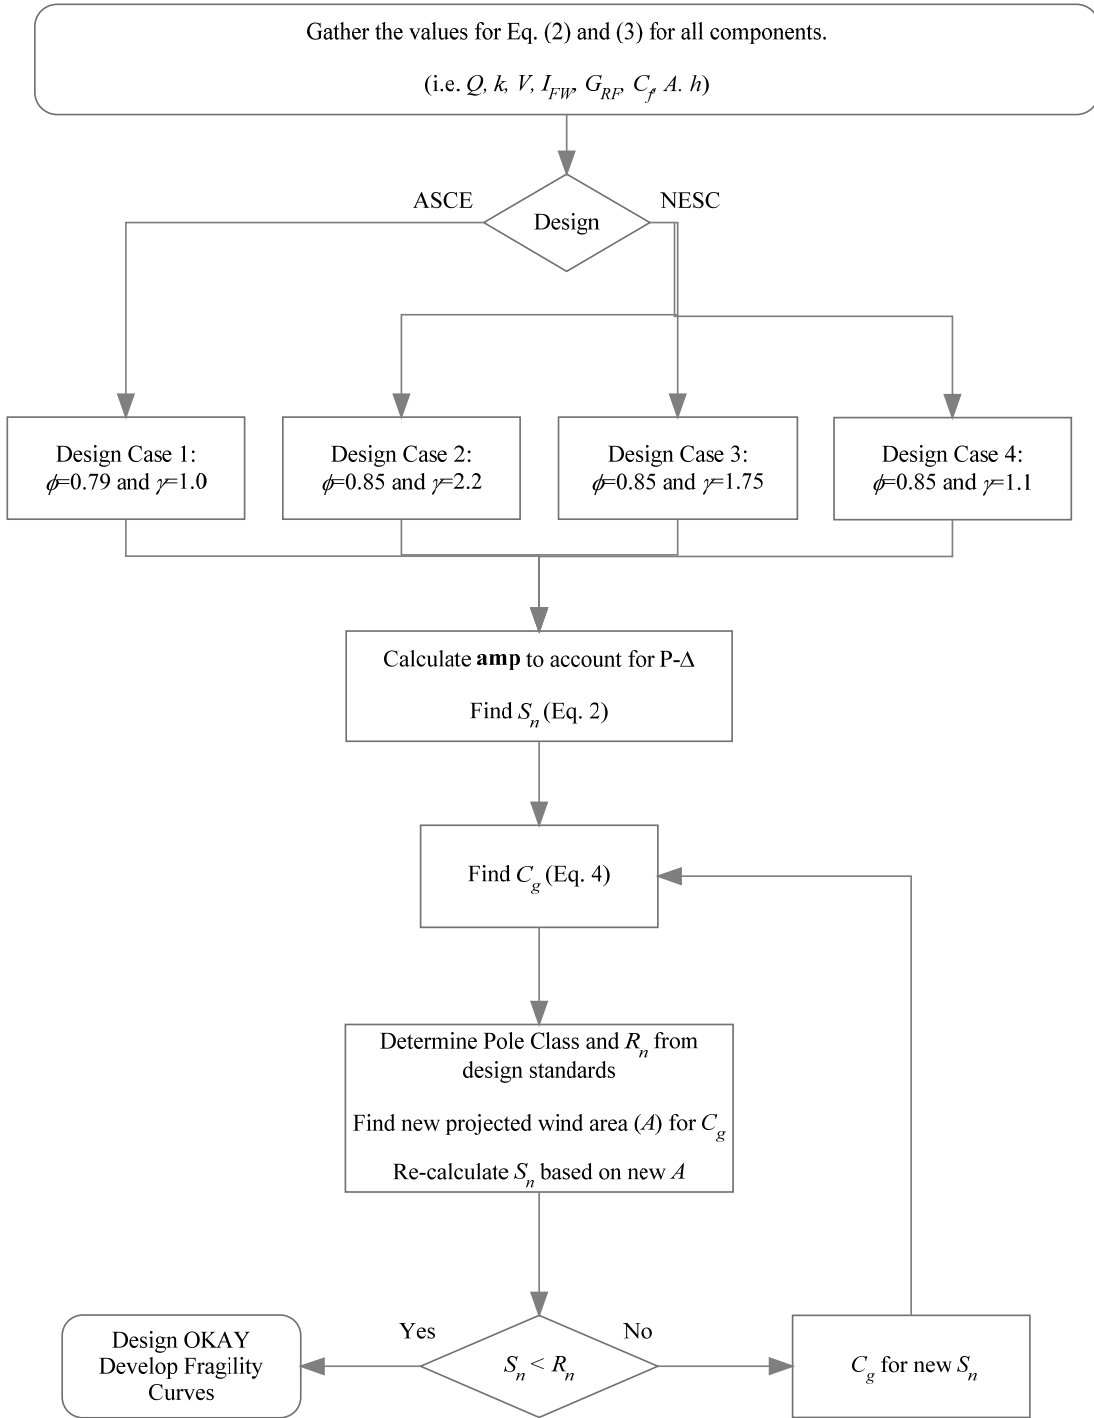 Gather the values for Eq. (2) and (3) for all components.
(i.e. Q, k, V, I_FW, G_RF, C_f, A. h)
ASCE
NESC
Design
Design Case 1:
ϕ=0.79 and γ=1.0
Design Case 2:
ϕ=0.85 and γ=2.2
Design Case 3:
ϕ=0.85 and γ=1.75
Design Case 4:
ϕ=0.85 and γ=1.1
Calculate amp to account for P-Δ
Find S_n (Eq. 2)
Find C_g (Eq. 4)
Determine Pole Class and R_n from
design standards
Find new projected wind area (A) for C_g
Re-calculate S_n based on new A
Yes
No
Design OKAY
Develop Fragility
Curves
S_n < R_n
C_g for new S_n